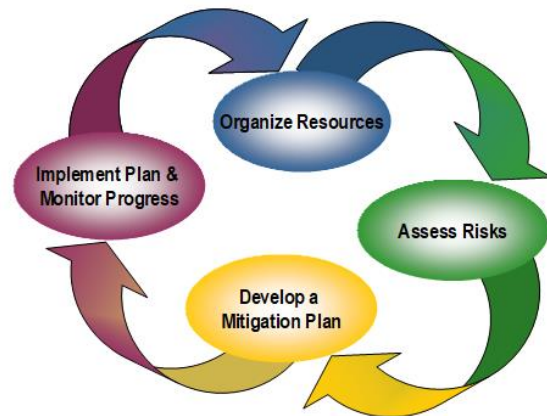 Organize Resources
Assess Risks
Develop a
Mitigation Plan
Implement Plan &
Monitor Progress